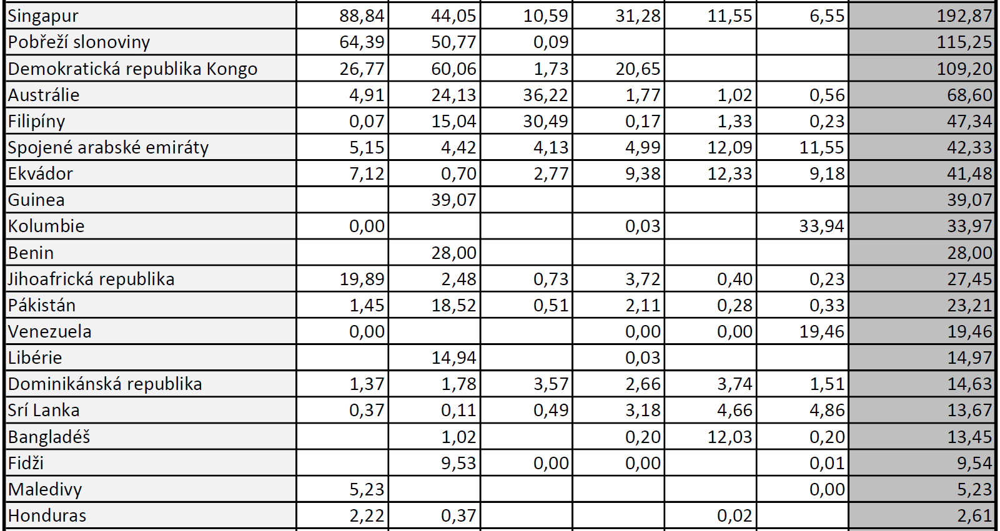 Singapur 88,84 44,05 10,59 31,28 11,55 6,55 192,87
Pobřeží slonoviny 64,39 50,77 0,09 115,25
Demokratická republika Kongo 26,77 60,06 1,73 20,65 109,20
Austrálie 4,91 24,13 36,22 1,77 1,02 0,56 68,60
Filipíny 0,07 15,04 30,49 0,17 1,33 0,23 47,34
Spojené arabské emiráty 5,15 4,42 4,13 4,99 12,09 11,55 42,33
Ekvádor 7,12 0,70 2,77 9,38 12,33 9,18 41,48
Guinea 39,07 39,07
Kolumbie 0,00 0,03 33,94 33,97
Benin 28,00 28,00
Jihoafrická republika 19,89 2,48 0,73 3,72 0,40 0,23 27,45
Pákistán 1,45 18,52 0,51 2,11 0,28 0,33 23,21
Venezuela 0,00 0,00 0,00 19,46 19,46
Libérie 14,94 0,03 14,97
Dominikánská republika 1,37 1,78 3,57 2,66 3,74 1,51 14,63
Srí Lanka 0,37 0,11 0,49 3,18 4,66 4,86 13,67
Bangladéš 1,02 0,20 12,03 0,20 13,45
Fidži 9,53 0,00 0,00 0,01 9,54
Maledivy 5,23 0,00 5,23
Honduras 2,22 0,37 0,02 2,61